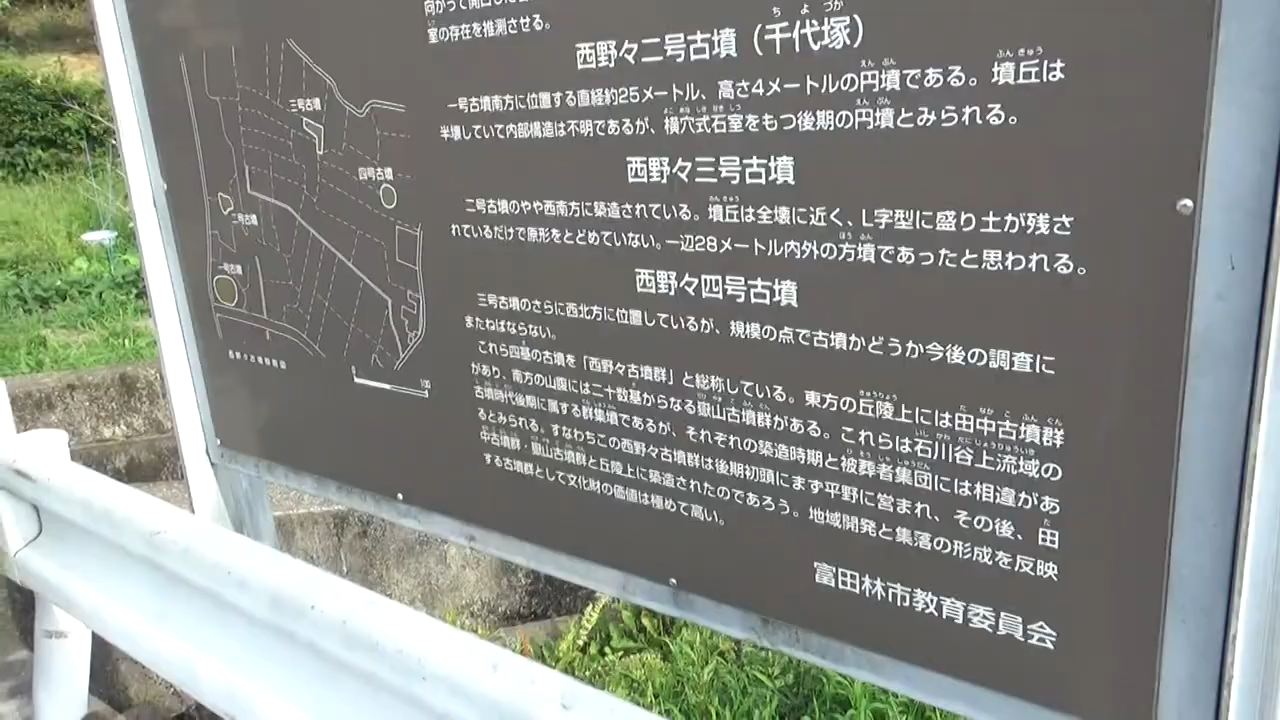 室の存在を推測させる。
西野々二号古墳（千代塚）
一号古墳南方に位置する直経約25メートル、高さ4メートルの円墳である。墳丘は
半壊していて内部構造は不明であるが、横穴式石室をもつ後期の円墳とみられる。
西野々三号古墳
二号古墳のやや西南方に築造されている。墳丘は全壊に近く、L字型に盛り土が残さ
れているだけで原形をとどめていない。一辺28メートル内外の方墳であったと思われる。
西野々四号古墳
三号古墳のさらに西北方に位置しているが、規模の点で古墳かどうか今後の調査に
またねばならない。
これら四基の古墳を「西野々古墳群」と総称している。東方の丘陵上には田中古墳群
があり、南方の山腹には二十数基からなる嶽山古墳群がある。これらは石川谷上流域の
古墳時代後期に属する群集墳であるが、それぞれの築造時期と被葬者集団には相違があ
るとみられる。すなわちこの西野々古墳群は後期初頭にまず平野に営まれ、その後、田
中古墳群・嶽山古墳群と丘陵上に築造されたのであろう。地域開発と集落の形成を反映
する古墳群として文化財の価値は極めて高い。
富田林市教育委員会
三号古墳
四号古墳
二号古墳
一号古墳
0 100